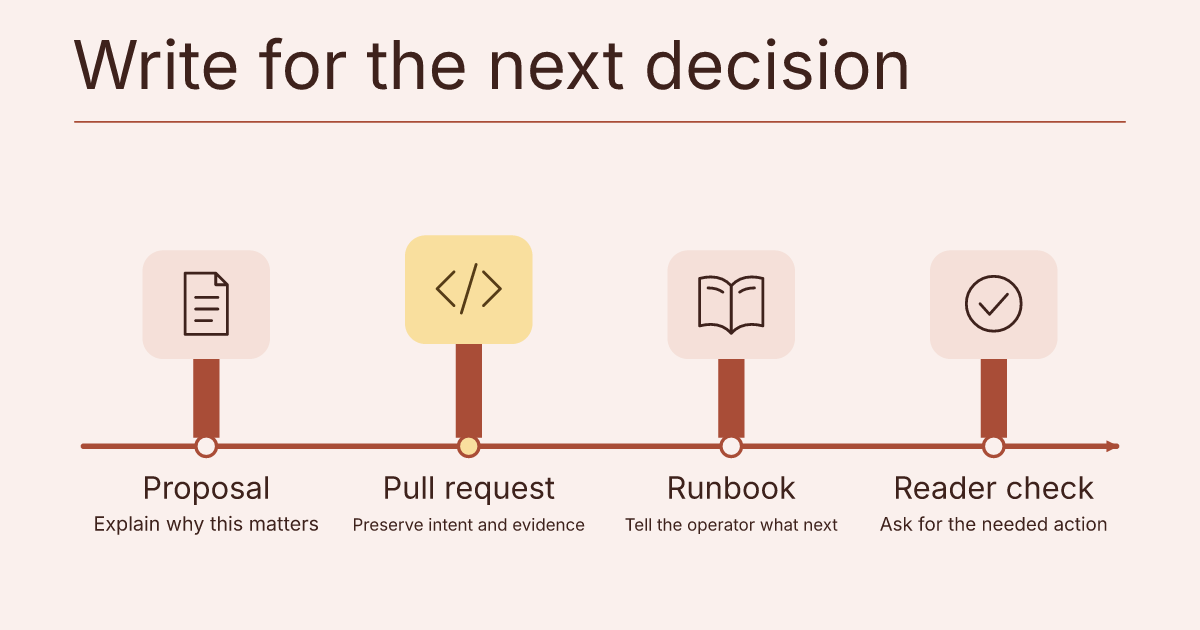 Write for the next decision
Proposal
Explain why this matters
Pull request
Preserve intent and evidence
Runbook
Tell the operator what next
Reader check
Ask for the needed action